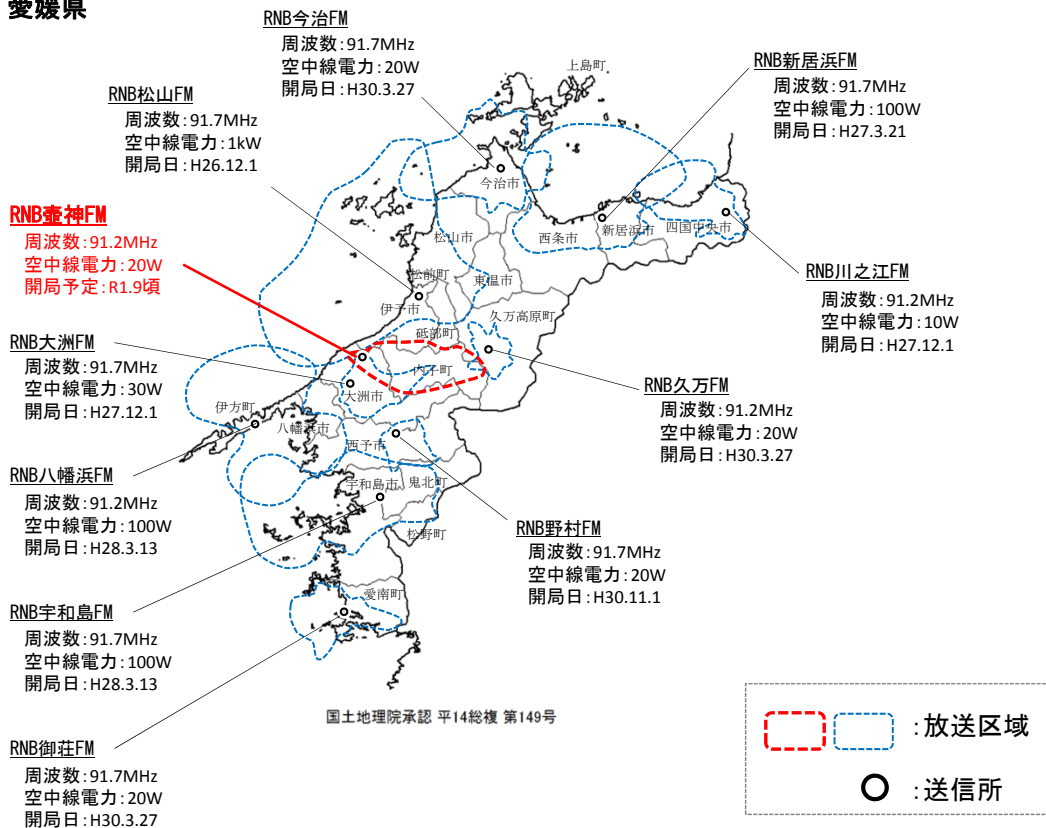 愛媛県
RNB今治FM
周波数:91.7MHz
空中線電力:20W
開局日:H30.3.27
RNB新居浜FM
周波数:91.7MHz
空中線電力:100W
開局日:H27.3.21
RNB松山FM
周波数:91.7MHz
空中線電力:1kW
開局日:H26.12.1
RNB壷神FM
周波数:91.2MHz
空中線電力:20W
開局予定:R1.9頃
RNB川之江FM
周波数:91.2MHz
空中線電力:10W
開局日:H27.12.1
RNB大洲FM
周波数:91.7MHz
空中線電力:30W
開局日:H27.12.1
RNB久万FM
周波数:91.2MHz
空中線電力:20W
開局日:H30.3.27
RNB八幡浜FM
周波数:91.2MHz
空中線電力:100W
開局日:H28.3.13
RNB野村FM
周波数:91.7MHz
空中線電力:20W
開局日:H30.11.1
RNB宇和島FM
周波数:91.7MHz
空中線電力:100W
開局日:H28.3.13
RNB御荘FM
周波数:91.7MHz
空中線電力:20W
開局日:H30.3.27
上島町
今治市
松山市
西条市
新居浜市
四国中央市
東温市
松前町
伊予市
砥部町
久万高原町
内子町
大洲市
伊方町
八幡浜市
西予市
宇和島市
鬼北町
松野町
愛南町
国土地理院承認 平14総複 第149号
:放送区域
:送信所